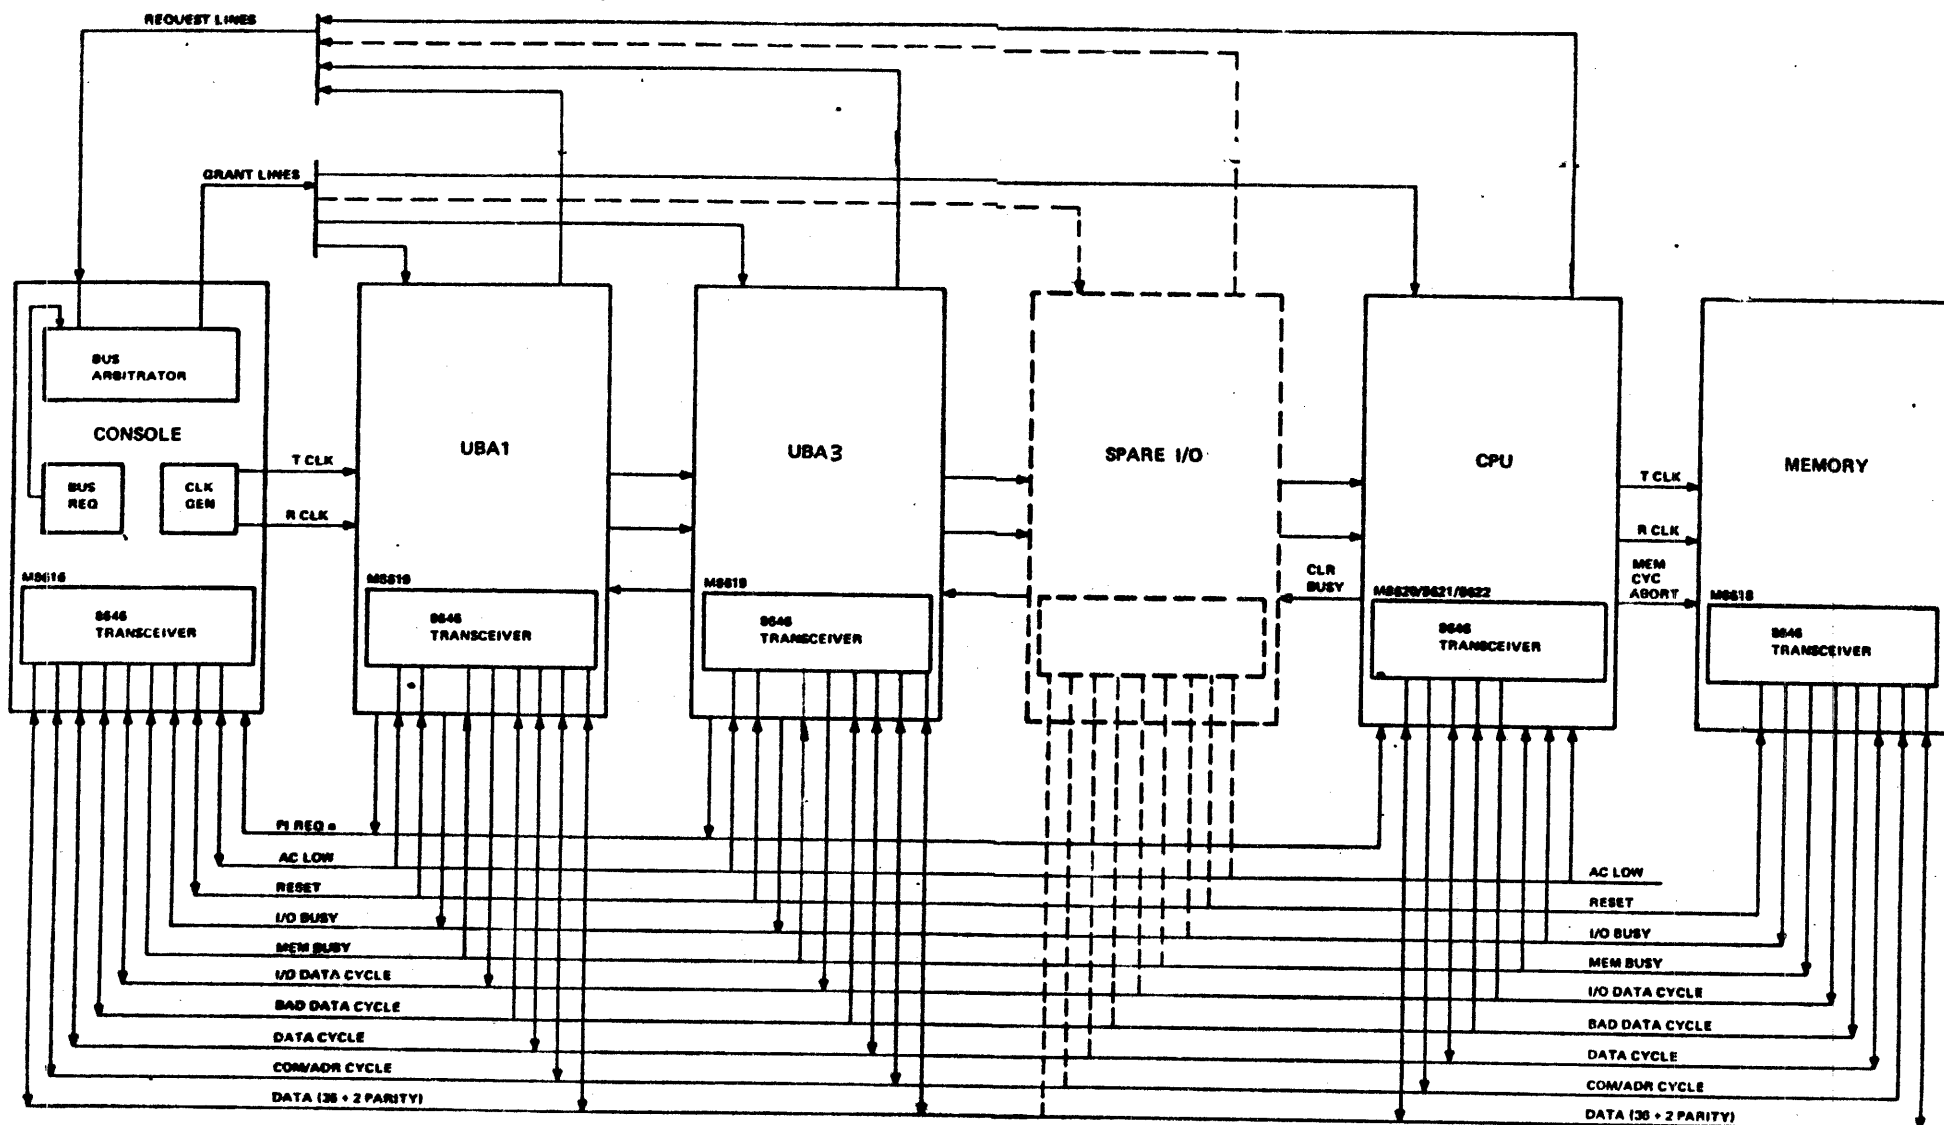 REQUEST LINES
GRANT LINES
BUS
ARBITRATOR
CONSOLE
BUS
REQ
CLK
GEN
T CLK
R CLK
UBA1
UBA3
SPARE I/O
CPU
MEMORY
T CLK
R CLK
MEM
CYC
ABORT
CLR
BUSY
M8616
8646
TRANSCEIVER
M8619
8646
TRANSCEIVER
M8619
8646
TRANSCEIVER
M8620/8621/8622
8646
TRANSCEIVER
M8618
8646
TRANSCEIVER
PI REQ n
AC LOW
AC LOW
RESET
RESET
I/O BUSY
I/O BUSY
MEM BUSY
MEM BUSY
I/O DATA CYCLE
I/O DATA CYCLE
BAD DATA CYCLE
BAD DATA CYCLE
DATA CYCLE
DATA CYCLE
COM/ADR CYCLE
COM/ADR CYCLE
DATA (36 + 2 PARITY)
DATA (36 + 2 PARITY)